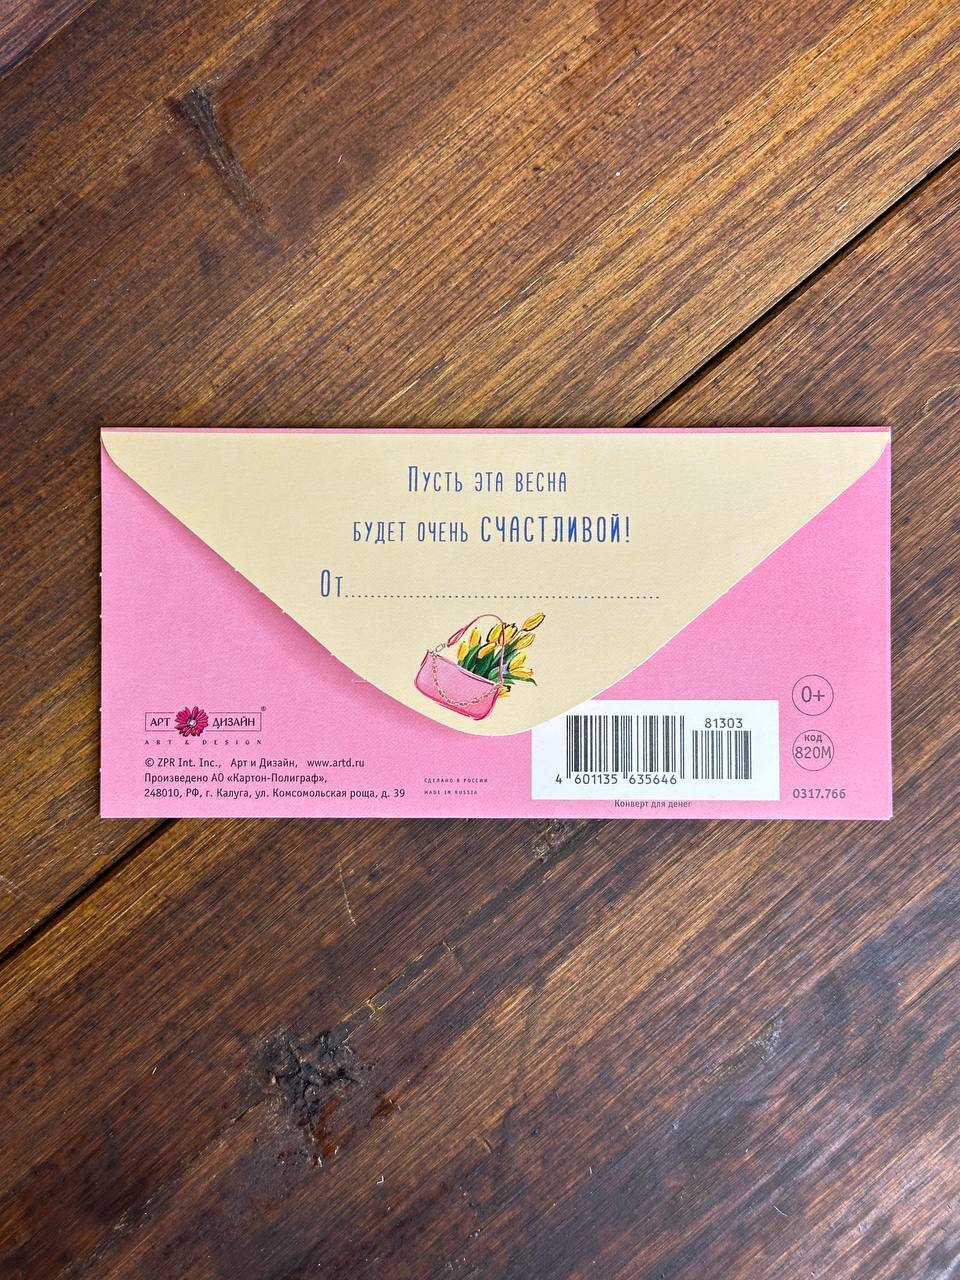 Пусть эта весна
будет очень СЧАСТЛИВОЙ!
От
АРТ ДИЗАЙН®
ART & DESIGN
© ZPR Int. Inc., Арт и Дизайн, www.artd.ru
Произведено АО «Картон-Полиграф»,
248010, РФ, г. Калуга, ул. Комсомольская роща, д. 39
СДЕЛАНО В РОССИИ
MADE IN RUSSIA
81303
4 601135 635646
Конверт для денег
0+
код
820М
0317.766